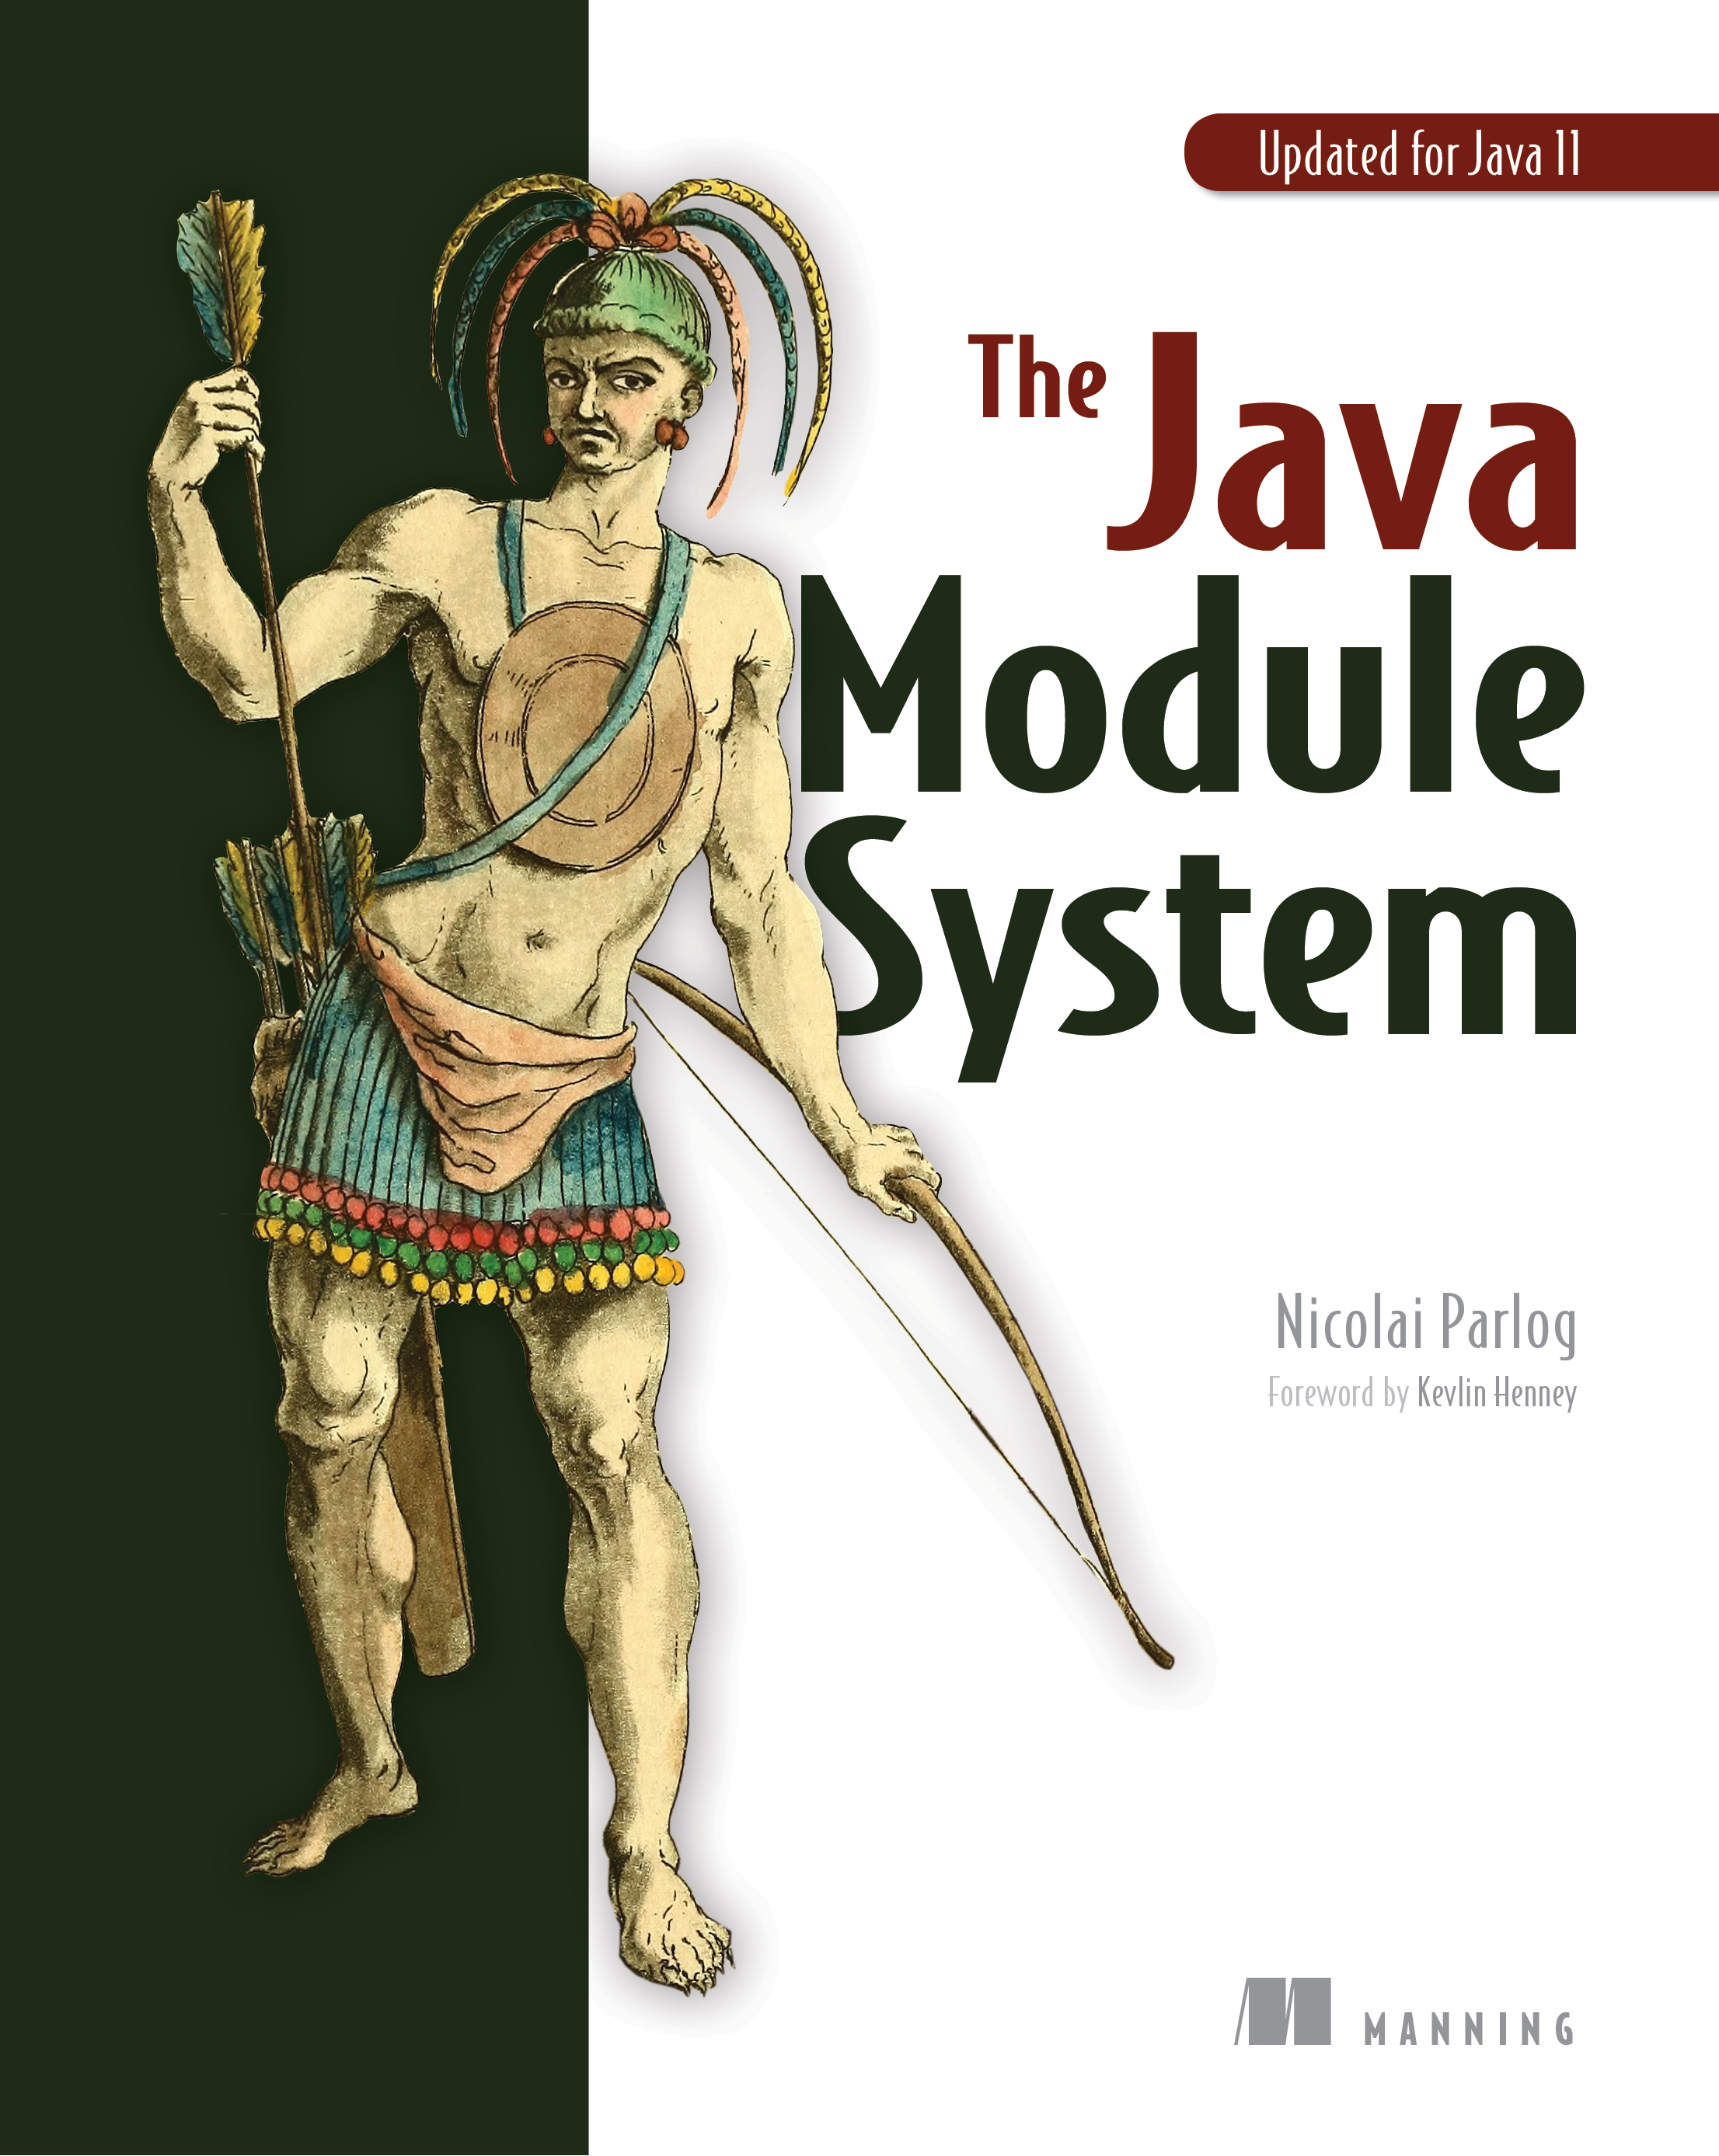 Updated for Java 11
The Java
Module
System
Nicolai Parlog
Foreword by Kevlin Henney
MANNING